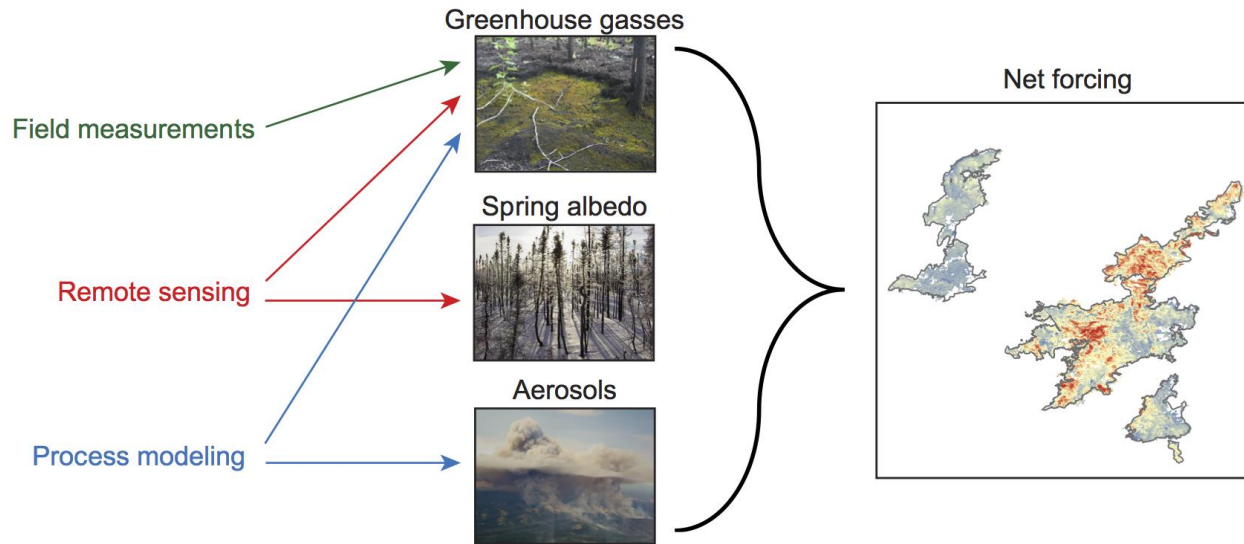 Greenhouse gasses
Field measurements
Spring albedo
Remote sensing
Aerosols
Process modeling
Net forcing